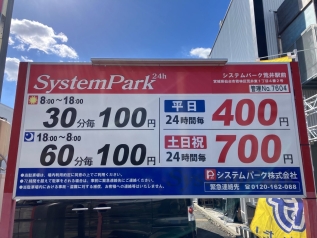 SystemPark 24h
システムパーク荒井駅前
管理No.7604
8:00〜18:00
30分毎100円
18:00〜8:00
60分毎100円
平日
24時間毎 400円
土日祝
24時間毎 700円
P システムパーク株式会社
緊急連絡先 0120-162-088